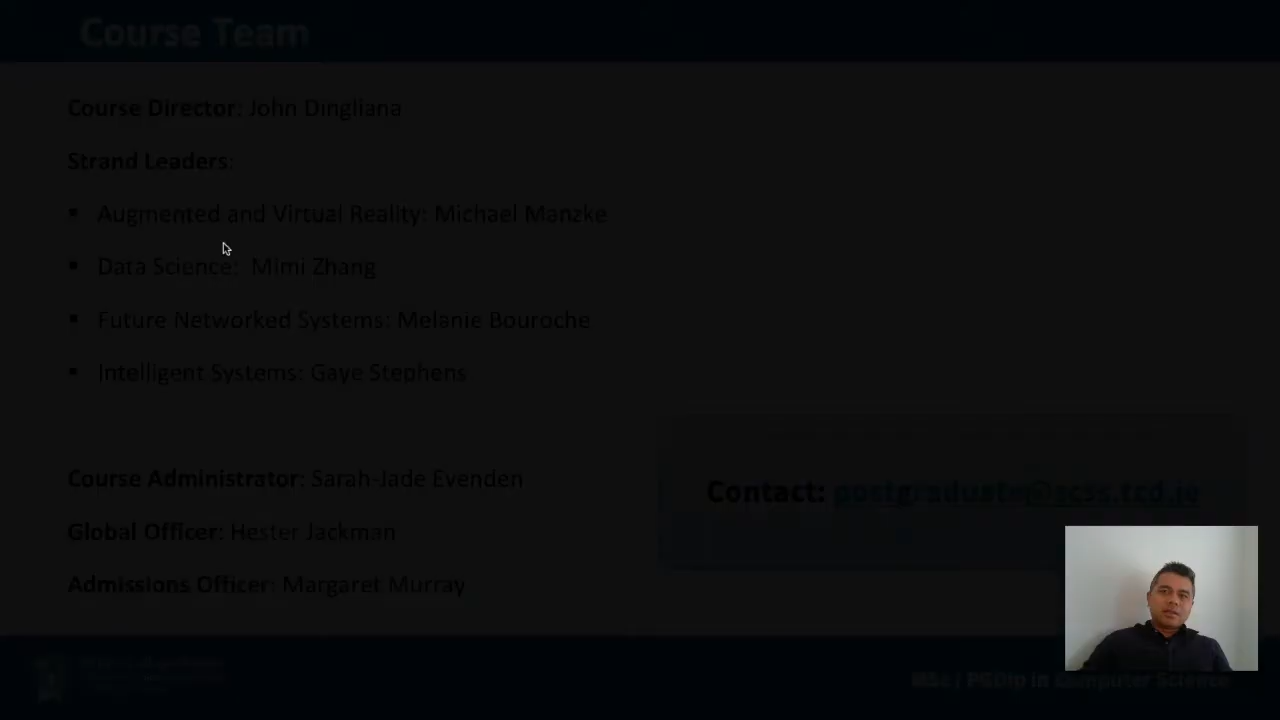 Course Team
Course Director: John Dingliana
Strand Leaders:
▪ Augmented and Virtual Reality: Michael Manzke
▪ Data Science: Mimi Zhang
▪ Future Networked Systems: Melanie Bouroche
▪ Intelligent Systems: Gaye Stephens
Course Administrator: Sarah-Jade Evenden
Global Officer: Hester Jackman
Admissions Officer: Margaret Murray
Contact: postgraduate@scss.tcd.ie
MSc / PGDip in Computer Science